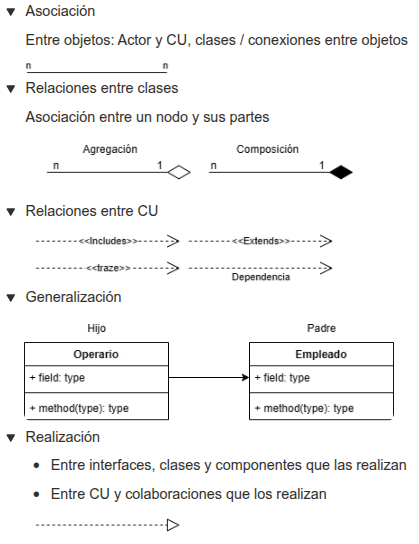 Asociación
Entre objetos: Actor y CU, clases / conexiones entre objetos
n n
Relaciones entre clases
Asociación entre un nodo y sus partes
Agregación Composición
n 1 n 1
Relaciones entre CU
<<Includes>> <<Extends>>
<<traze>>
Dependencia
Generalización
Hijo Padre
Operario Empleado
+ field: type + field: type
+ method(type): type + method(type): type
Realización
Entre interfaces, clases y componentes que las realizan
Entre CU y colaboraciones que los realizan